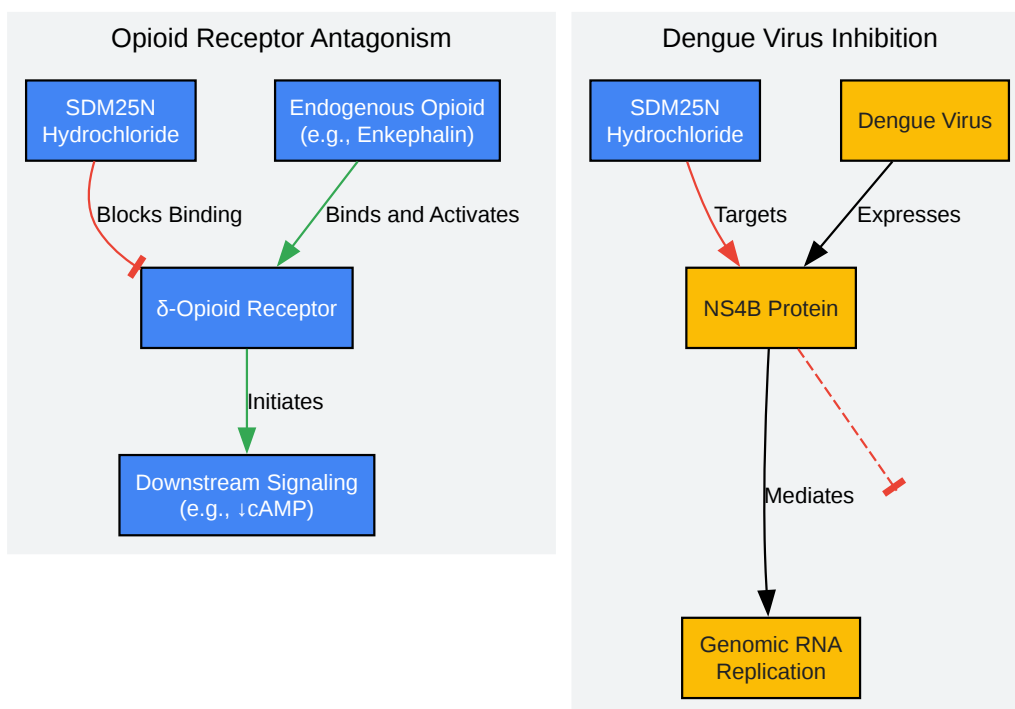 Opioid Receptor Antagonism
SDM25N
Hydrochloride
Endogenous Opioid
(e.g., Enkephalin)
Blocks Binding
Binds and Activates
δ-Opioid Receptor
Initiates
Downstream Signaling
(e.g., ↓cAMP)
Dengue Virus Inhibition
SDM25N
Hydrochloride
Dengue Virus
Targets
Expresses
NS4B Protein
Mediates
Genomic RNA
Replication